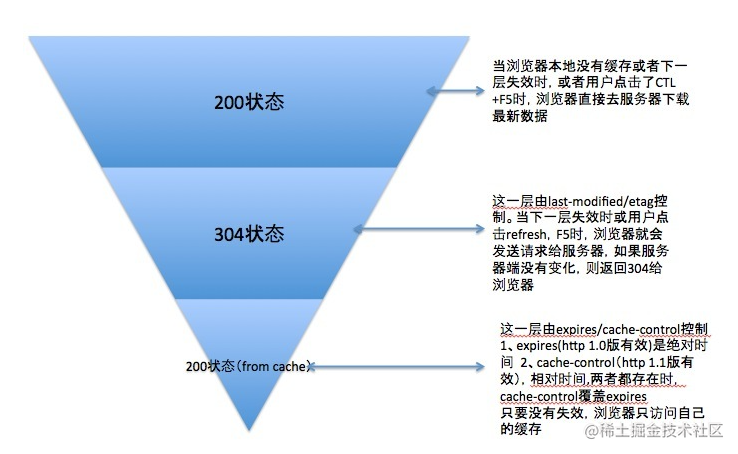 200状态
当浏览器本地没有缓存或者下一
层失效时，或者用户点击了CTL
+F5时，浏览器直接去服务器下载
最新数据
304状态
这一层由last-modified/etag控
制。当下一层失效时或用户点
击refresh，F5时，浏览器就会
发送请求给服务器，如果服务
器端没有变化，则返回304给
浏览器
200状态（from cache）
这一层由expires/cache-control控制
1、expires(http 1.0版有效)是绝对时
间 2、cache-control（http 1.1版有
效），相对时间,两者都存在时，
cache-control覆盖expires
只要没有失效，浏览器只访问自己
的缓存
@稀土掘金技术社区